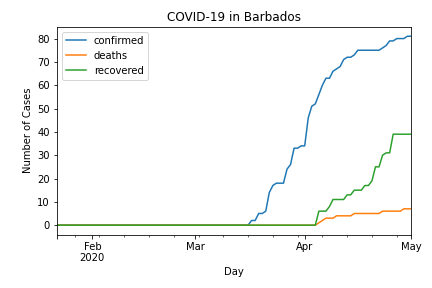 COVID-19 in Barbados
confirmed
deaths
recovered
Number of Cases
80
70
60
50
40
30
20
10
0
Feb
2020
Mar
Apr
May
Day